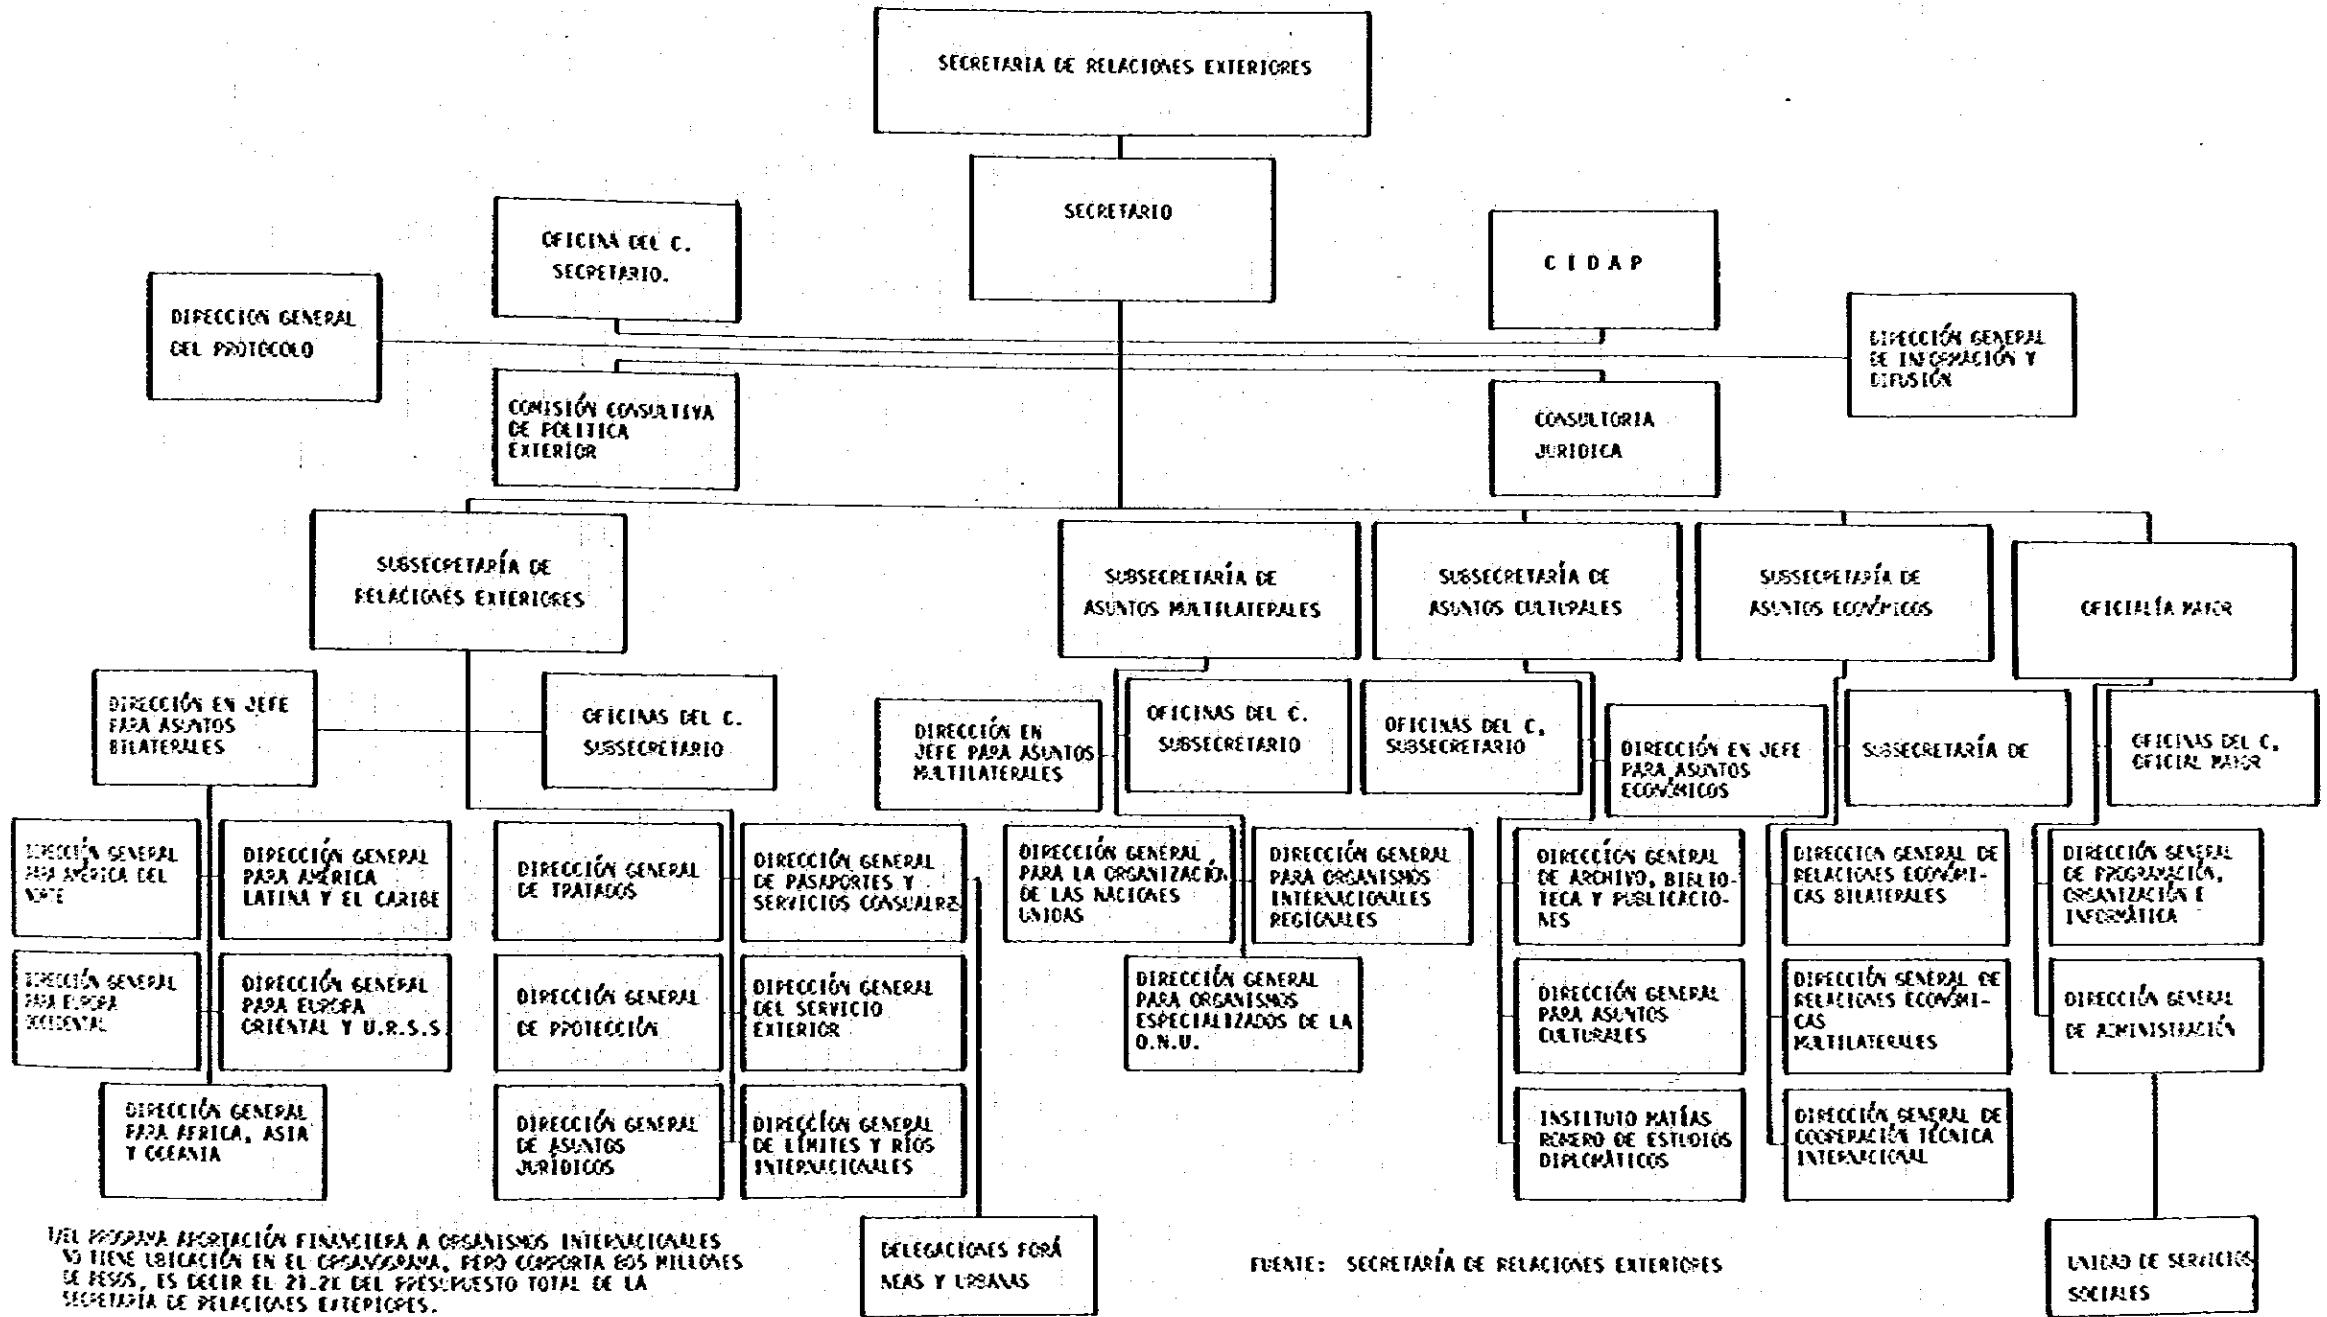 SECRETARIA DE RELACIONES EXTERIORES
SECRETARIO
OFICINA DEL C.
SECRETARIO.
C I D A P
DIRECCIÓN GENERAL
DEL PROTOCOLO
DIRECCIÓN GENERAL
DE INFORMACIÓN Y
DIFUSIÓN
COMISIÓN CONSULTIVA
DE POLITICA
EXTERIOR
CONSULTORIA
JURIDICA
SUBSECRETARÍA DE
RELACIONES EXTERIORES
SUBSECRETARÍA DE
ASUNTOS MULTILATERALES
SUBSECRETARÍA DE
ASUNTOS CULTURALES
SUBSECRETARÍA DE
ASUNTOS ECONÓMICOS
OFICIALÍA MAYOR
DIRECCIÓN EN JEFE
PARA ASUNTOS
BILATERALES
OFICINAS DEL C.
SUBSECRETARIO
DIRECCIÓN EN
JEFE PARA ASUNTOS
MULTILATERALES
OFICINAS DEL C.
SUBSECRETARIO
OFICINAS DEL C.
SUBSECRETARIO
DIRECCIÓN EN JEFE
PARA ASUNTOS
ECONÓMICOS
SUBSECRETARÍA DE
OFICINAS DEL C.
OFICIAL MAYOR
DIRECCIÓN GENERAL
PARA AMÉRICA DEL
NORTE
DIRECCIÓN GENERAL
PARA AMÉRICA
LATINA Y EL CARIBE
DIRECCIÓN GENERAL
DE TRATADOS
DIRECCIÓN GENERAL
DE PASAPORTES Y
SERVICIOS CONSUALRES
DIRECCIÓN GENERAL
PARA LA ORGANIZACIÓN
DE LAS NACIONES
UNIDAS
DIRECCIÓN GENERAL
PARA ORGANISMOS
INTERNACIONALES
REGIONALES
DIRECCIÓN GENERAL
DE ARCHIVO, BIBLIO-
TECA Y PUBLICACIO-
NES
DIRECCION GENERAL DE
RELACIONES ECONÓMI-
CAS BILATERALES
DIRECCIÓN GENERAL
DE PROGRAMACIÓN,
ORGANIZACIÓN E
INFORMÁTICA
DIRECCIÓN GENERAL
PARA EUROPA
OCCIDENTAL
DIRECCIÓN GENERAL
PARA EUROPA
ORIENTAL Y U.R.S.S.
DIRECCIÓN GENERAL
DE PROTECCIÓN
DIRECCIÓN GENERAL
DEL SERVICIO
EXTERIOR
DIRECCIÓN GENERAL
PARA ORGANISMOS
ESPECIALIZADOS DE LA
O.N.U.
DIRECCIÓN GENERAL
PARA ASUNTOS
CULTURALES
DIRECCIÓN GENERAL DE
RELACIONES ECONÓMI-
CAS
MULTILATERALES
DIRECCIÓN GENERAL
DE ADMINISTRACIÓN
DIRECCIÓN GENERAL
PARA AFRICA, ASIA
Y OCEANIA
DIRECCIÓN GENERAL
DE ASUNTOS
JURÍDICOS
DIRECCIÓN GENERAL
DE LÍMITES Y RÍOS
INTERNACIONALES
INSTITUTO MATÍAS
ROMERO DE ESTUDIOS
DIPLOMÁTICOS
DIRECCIÓN GENERAL DE
COOPERACIÓN TÉCNICA
INTERNACIONAL
DELEGACIONES FORÁ
NEAS Y URBANAS
UNIDAD DE SERVICIOS
SOCIALES
1/EL PROGRAMA APORTACIÓN FINANCIERA A ORGANISMOS INTERNACIONALES
NO TIENE UBICACIÓN EN EL ORGANOGRAMA, PERO COMPORTA 805 MILLONES
DE PESOS, ES DECIR EL 21.2% DEL PRESUPUESTO TOTAL DE LA
SECRETARÍA DE RELACIONES EXTERIORES.
FUENTE: SECRETARÍA DE RELACIONES EXTERIORES